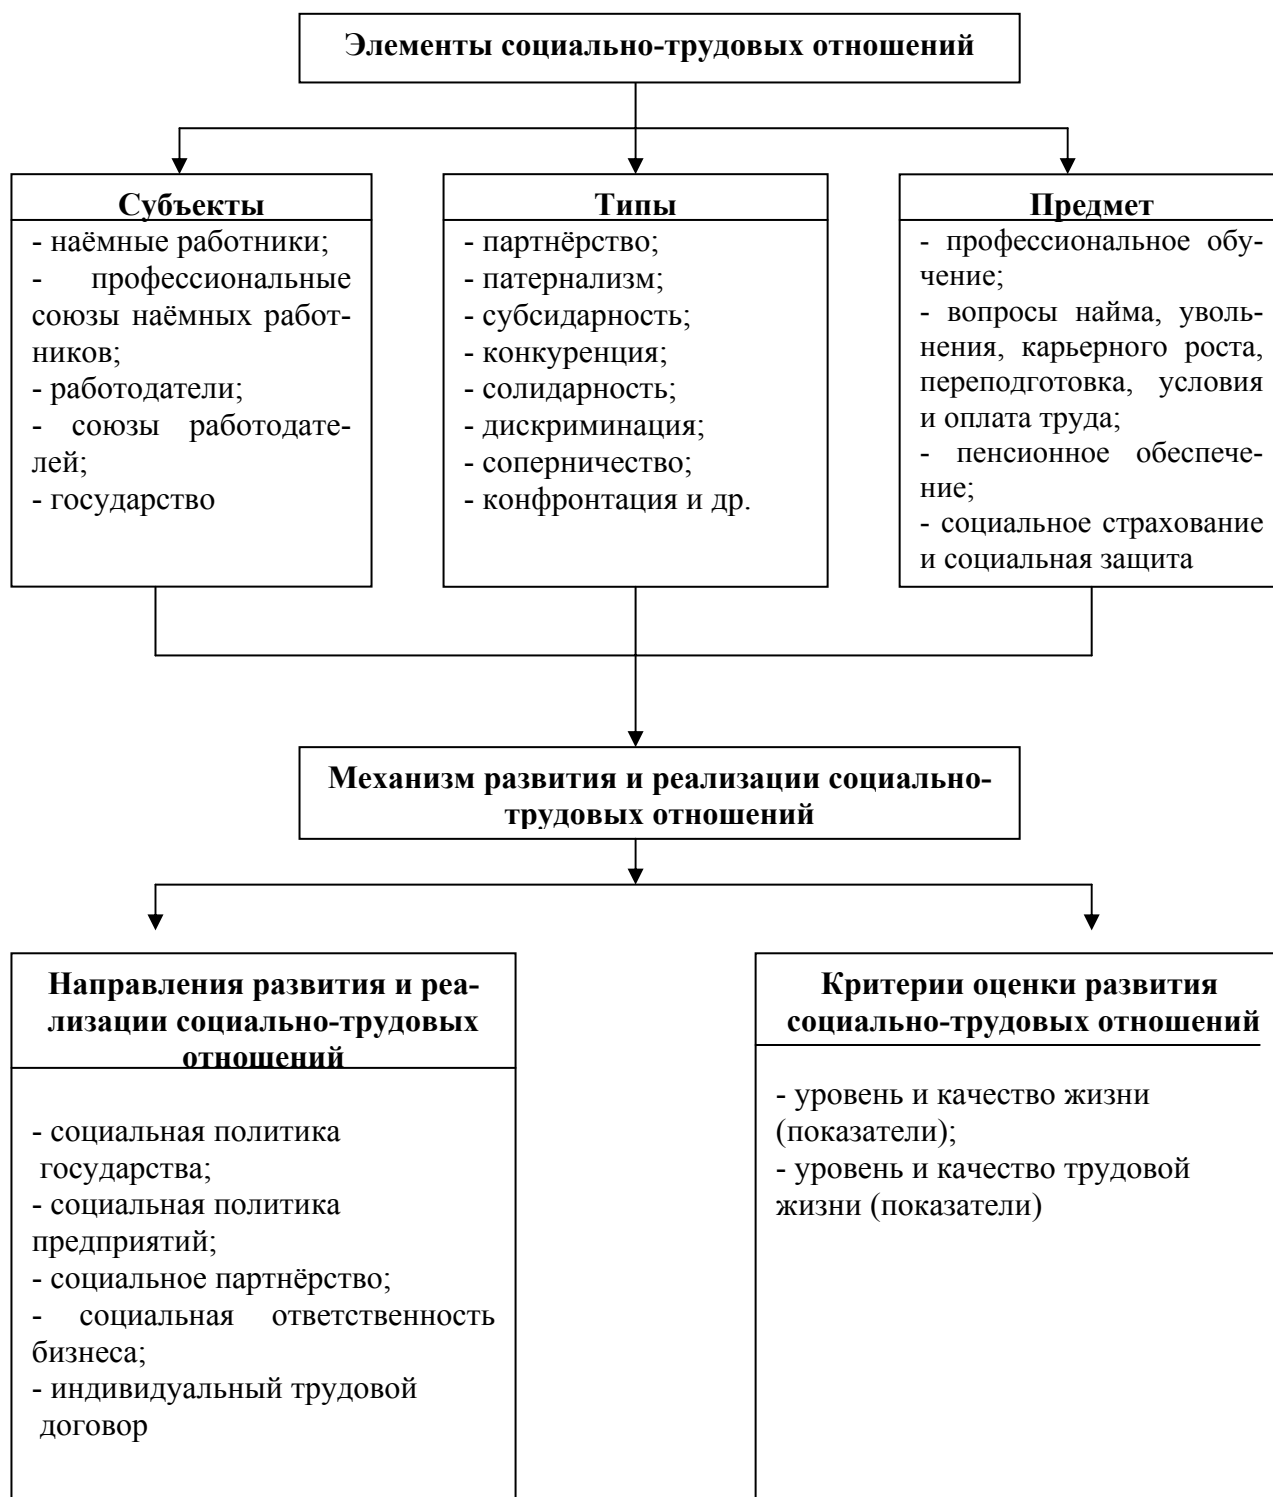 Элементы социально-трудовых отношений
Субъекты
- наёмные работники;
- профессиональные
союзы наёмных работ-
ников;
- работодатели;
- союзы работодате-
лей;
- государство
Типы
- партнёрство;
- патернализм;
- субсидарность;
- конкуренция;
- солидарность;
- дискриминация;
- соперничество;
- конфронтация и др.
Предмет
- профессиональное обу-
чение;
- вопросы найма, уволь-
нения, карьерного роста,
переподготовка, условия
и оплата труда;
- пенсионное обеспече-
ние;
- социальное страхование
и социальная защита
Механизм развития и реализации социально-
трудовых отношений
Направления развития и реа-
лизации социально-трудовых
отношений
- социальная политика
государства;
- социальная политика
предприятий;
- социальное партнёрство;
- социальная ответственность
бизнеса;
- индивидуальный трудовой
договор
Критерии оценки развития
социально-трудовых отношений
- уровень и качество жизни
(показатели);
- уровень и качество трудовой
жизни (показатели)